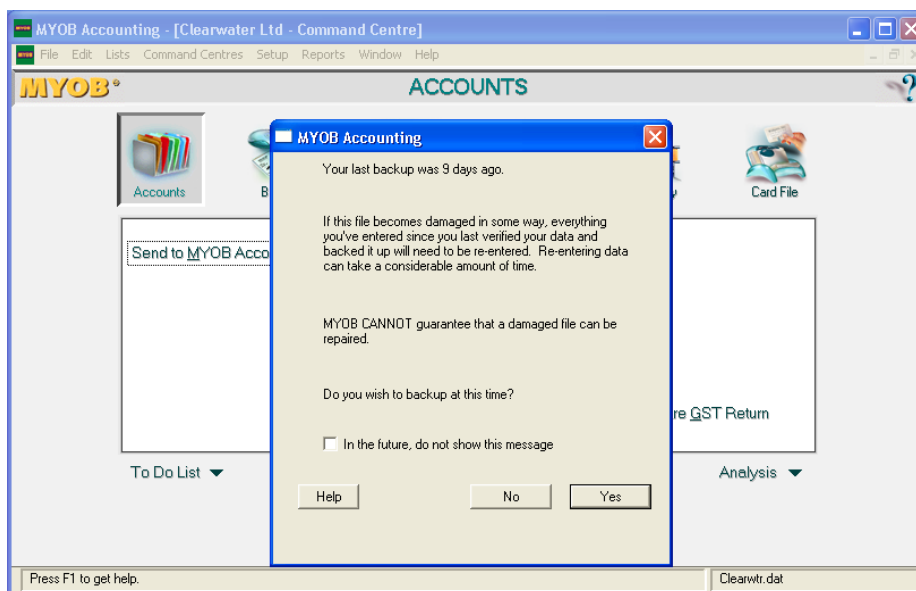 MYOB Accounting - [Clearwater Ltd - Command Centre]
File Edit Lists Command Centres Setup Reports Window Help
MYOB
ACCOUNTS
Accounts
B
Card File
Send to MYOB Acco
re GST Return
To Do List
Analysis
MYOB Accounting
Your last backup was 9 days ago.
If this file becomes damaged in some way, everything
you've entered since you last verified your data and
backed it up will need to be re-entered. Re-entering data
can take a considerable amount of time.
MYOB CANNOT guarantee that a damaged file can be
repaired.
Do you wish to backup at this time?
In the future, do not show this message
Help No Yes
Press F1 to get help.
Clearwtr.dat